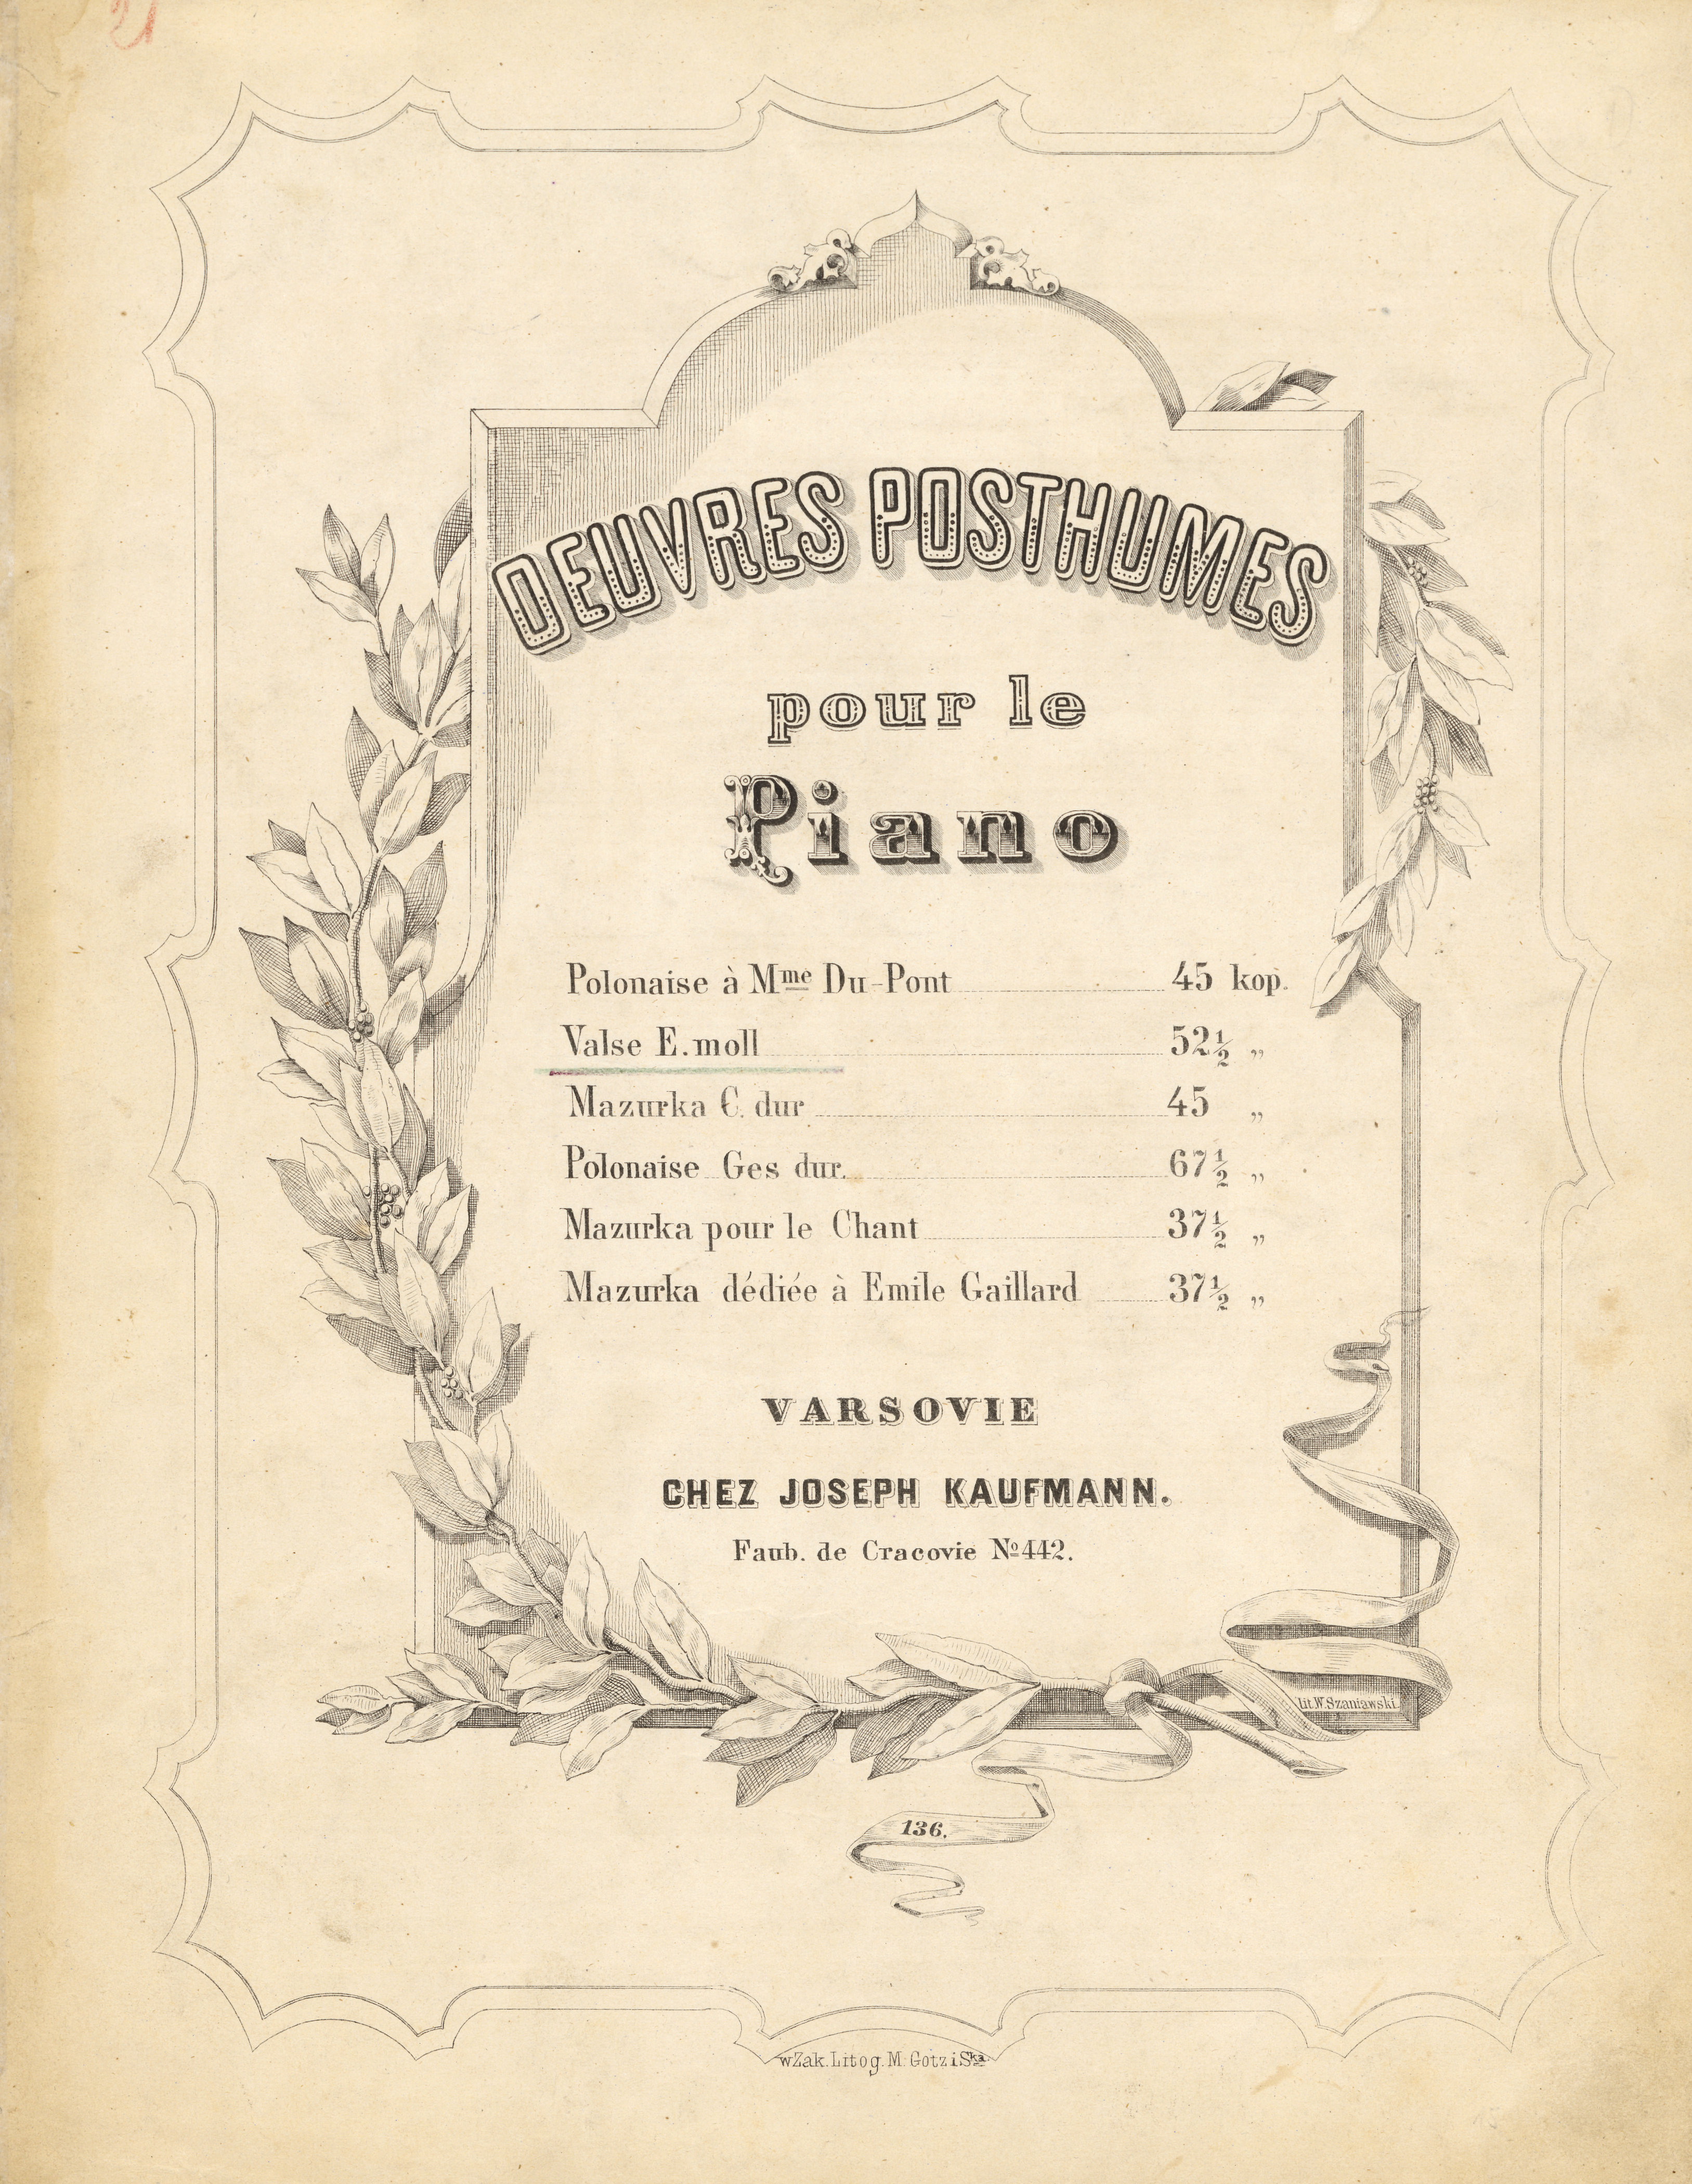 OEUVRES POSTHUMES
pour le
Piano
Polonaise à Mme Du-Pont 45 kop.
Valse E. moll 52½ „
Mazurka C. dur 45 „
Polonaise Ges dur. 67½ „
Mazurka pour le Chant 37½ „
Mazurka dédiée à Emile Gaillard 37½ „
VARSOVIE
CHEZ JOSEPH KAUFMANN.
Faub. de Cracovie No 442.
lit. W. Szaniawski.
136.
w Zak. Litog. M. Gotz i Ska